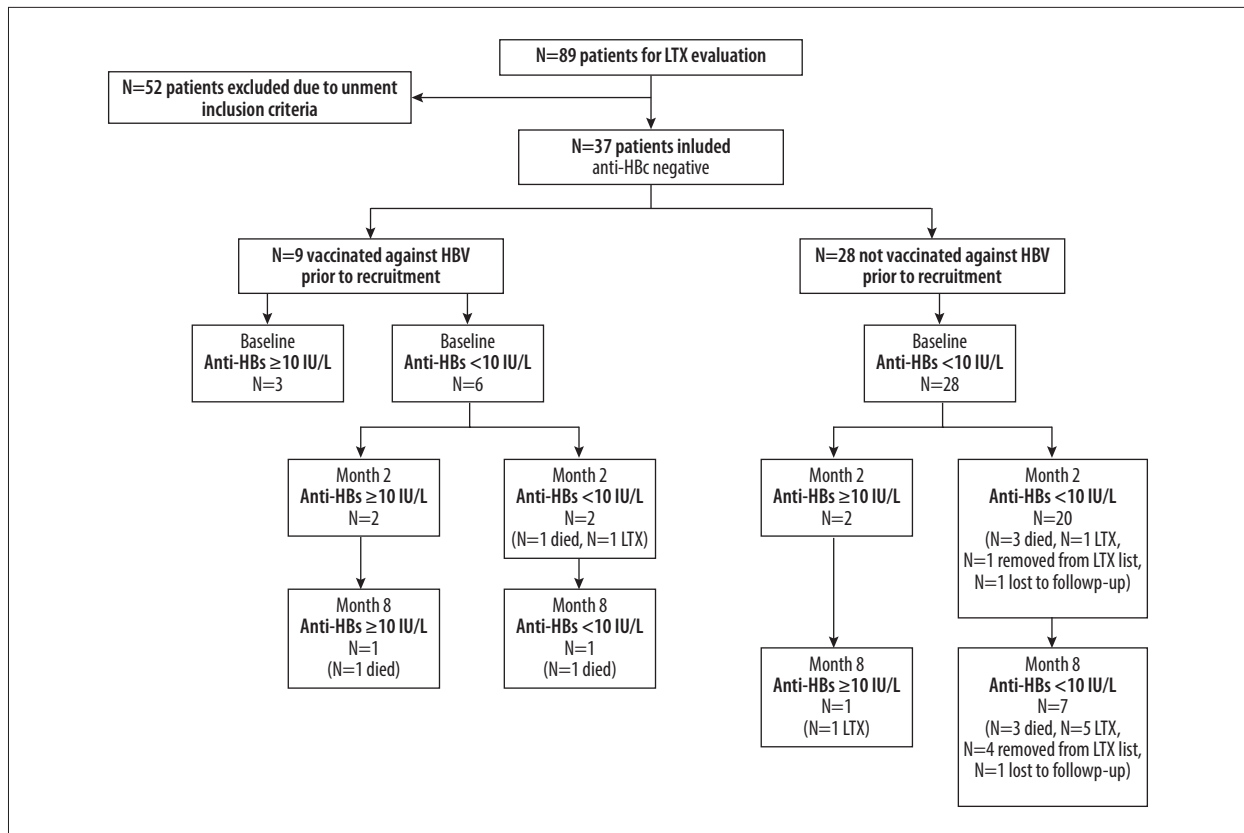 N=89 patients for LTX evaluation
N=52 patients excluded due to unment
inclusion criteria
N=37 patients inluded
anti-HBc negative
N=9 vaccinated against HBV
prior to recruitment
N=28 not vaccinated against HBV
prior to recruitment
Baseline
Anti-HBs ≥10 IU/L
N=3
Baseline
Anti-HBs <10 IU/L
N=6
Baseline
Anti-HBs <10 IU/L
N=28
Month 2
Anti-HBs ≥10 IU/L
N=2
Month 2
Anti-HBs <10 IU/L
N=2
(N=1 died, N=1 LTX)
Month 2
Anti-HBs ≥10 IU/L
N=2
Month 2
Anti-HBs <10 IU/L
N=20
(N=3 died, N=1 LTX,
N=1 removed from LTX list,
N=1 lost to followp-up)
Month 8
Anti-HBs ≥10 IU/L
N=1
(N=1 died)
Month 8
Anti-HBs <10 IU/L
N=1
(N=1 died)
Month 8
Anti-HBs ≥10 IU/L
N=1
(N=1 LTX)
Month 8
Anti-HBs <10 IU/L
N=7
(N=3 died, N=5 LTX,
N=4 removed from LTX list,
N=1 lost to followp-up)